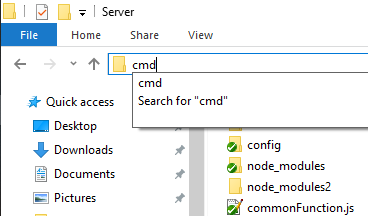 Server
File
Home
Share
View
cmd
cmd
Search for "cmd"
Quick access
Desktop
Downloads
Documents
Pictures
config
node_modules
node_modules2
commonFunction.js